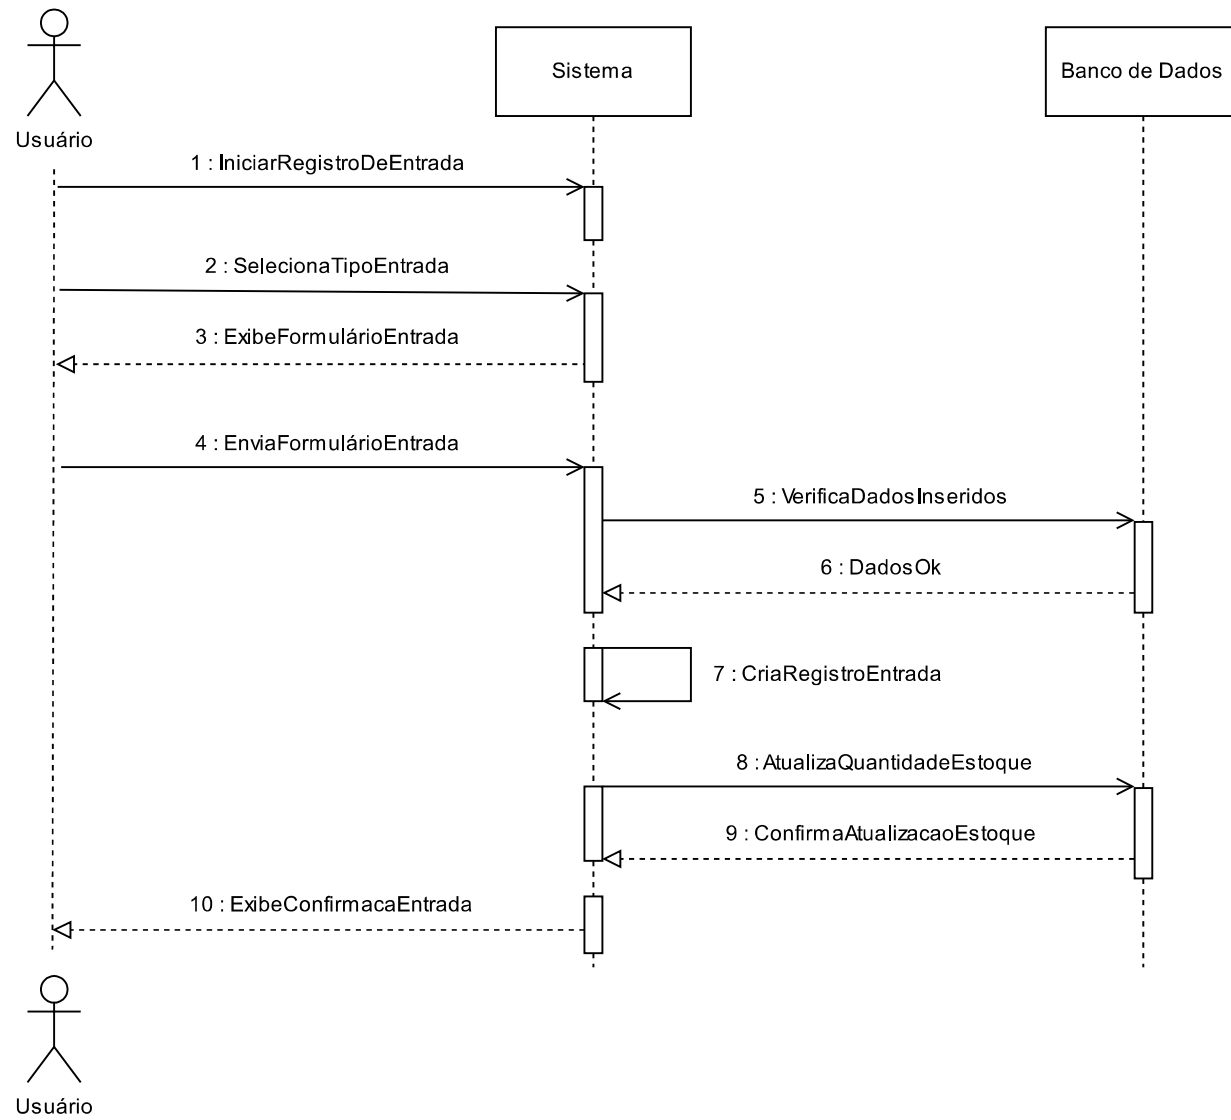 Sistema
Banco de Dados
Usuário
1 : IniciarRegistroDeEntrada
2 : SelecionaTipoEntrada
3 : ExibeFormulárioEntrada
4 : EnviaFormulárioEntrada
5 : VerificaDadosInseridos
6 : DadosOk
7 : CriaRegistroEntrada
8 : AtualizaQuantidadeEstoque
9 : ConfirmaAtualizacaoEstoque
10 : ExibeConfirmacaEntrada
Usuário